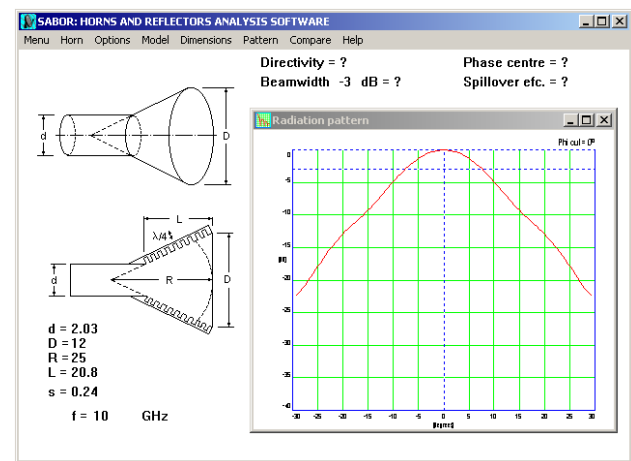 SABOR: HORNS AND REFLECTORS ANALYSIS SOFTWARE
Menu Horn Options Model Dimensions Pattern Compare Help
Directivity = ? Phase centre = ?
Beamwidth -3 dB = ? Spillover efc. = ?
d
D
L
λ/4
d
R
D
d = 2.03
D = 12
R = 25
L = 20.8
s = 0.24
f = 10 GHz
Radiation pattern
Phi cut = 0º
0
-5
-10
-15
-20
-25
-30
-35
-40
-30 -25 -20 -15 -10 -5 0 5 10 15 20 25 30
[degrees]